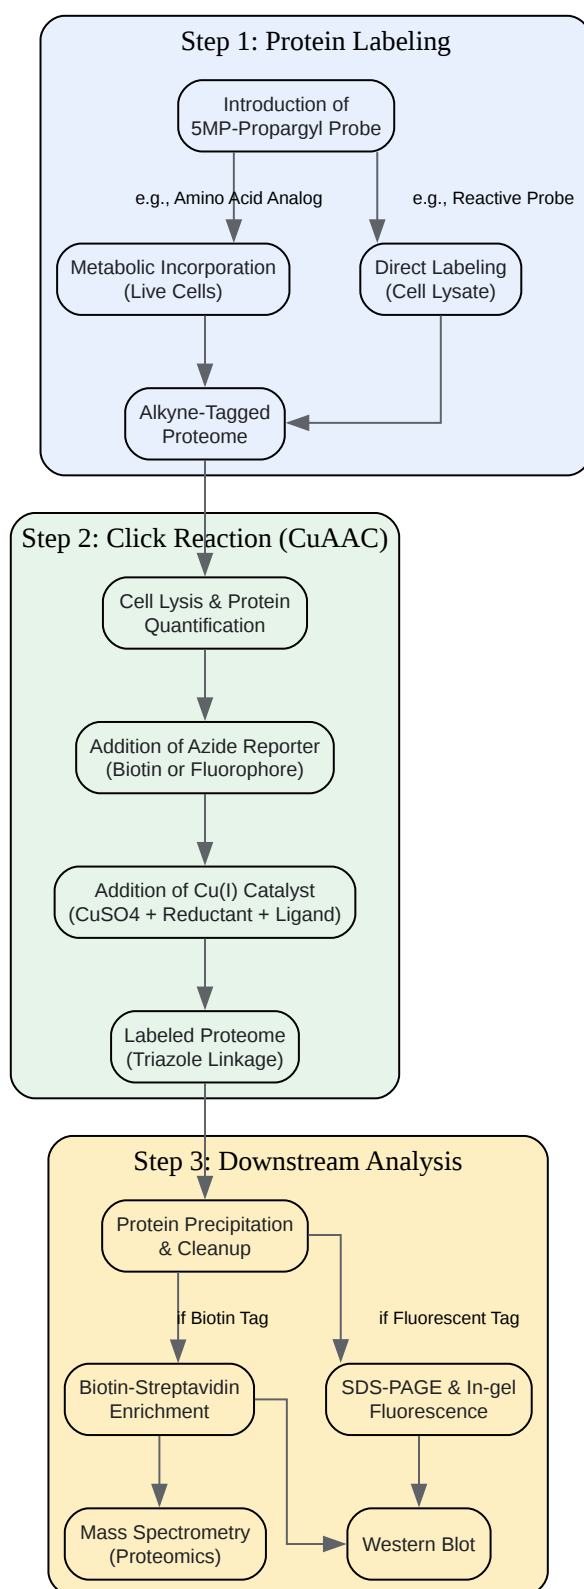 Step 1: Protein Labeling
Introduction of
5MP-Propargyl Probe
e.g., Amino Acid Analog
e.g., Reactive Probe
Metabolic Incorporation
(Live Cells)
Direct Labeling
(Cell Lysate)
Alkyne-Tagged
Proteome
Step 2: Click Reaction (CuAAC)
Cell Lysis & Protein
Quantification
Addition of Azide Reporter
(Biotin or Fluorophore)
Addition of Cu(I) Catalyst
(CuSO4 + Reductant + Ligand)
Labeled Proteome
(Triazole Linkage)
Step 3: Downstream Analysis
Protein Precipitation
& Cleanup
if Biotin Tag
if Fluorescent Tag
Biotin-Streptavidin
Enrichment
SDS-PAGE & In-gel
Fluorescence
Mass Spectrometry
(Proteomics)
Western Blot